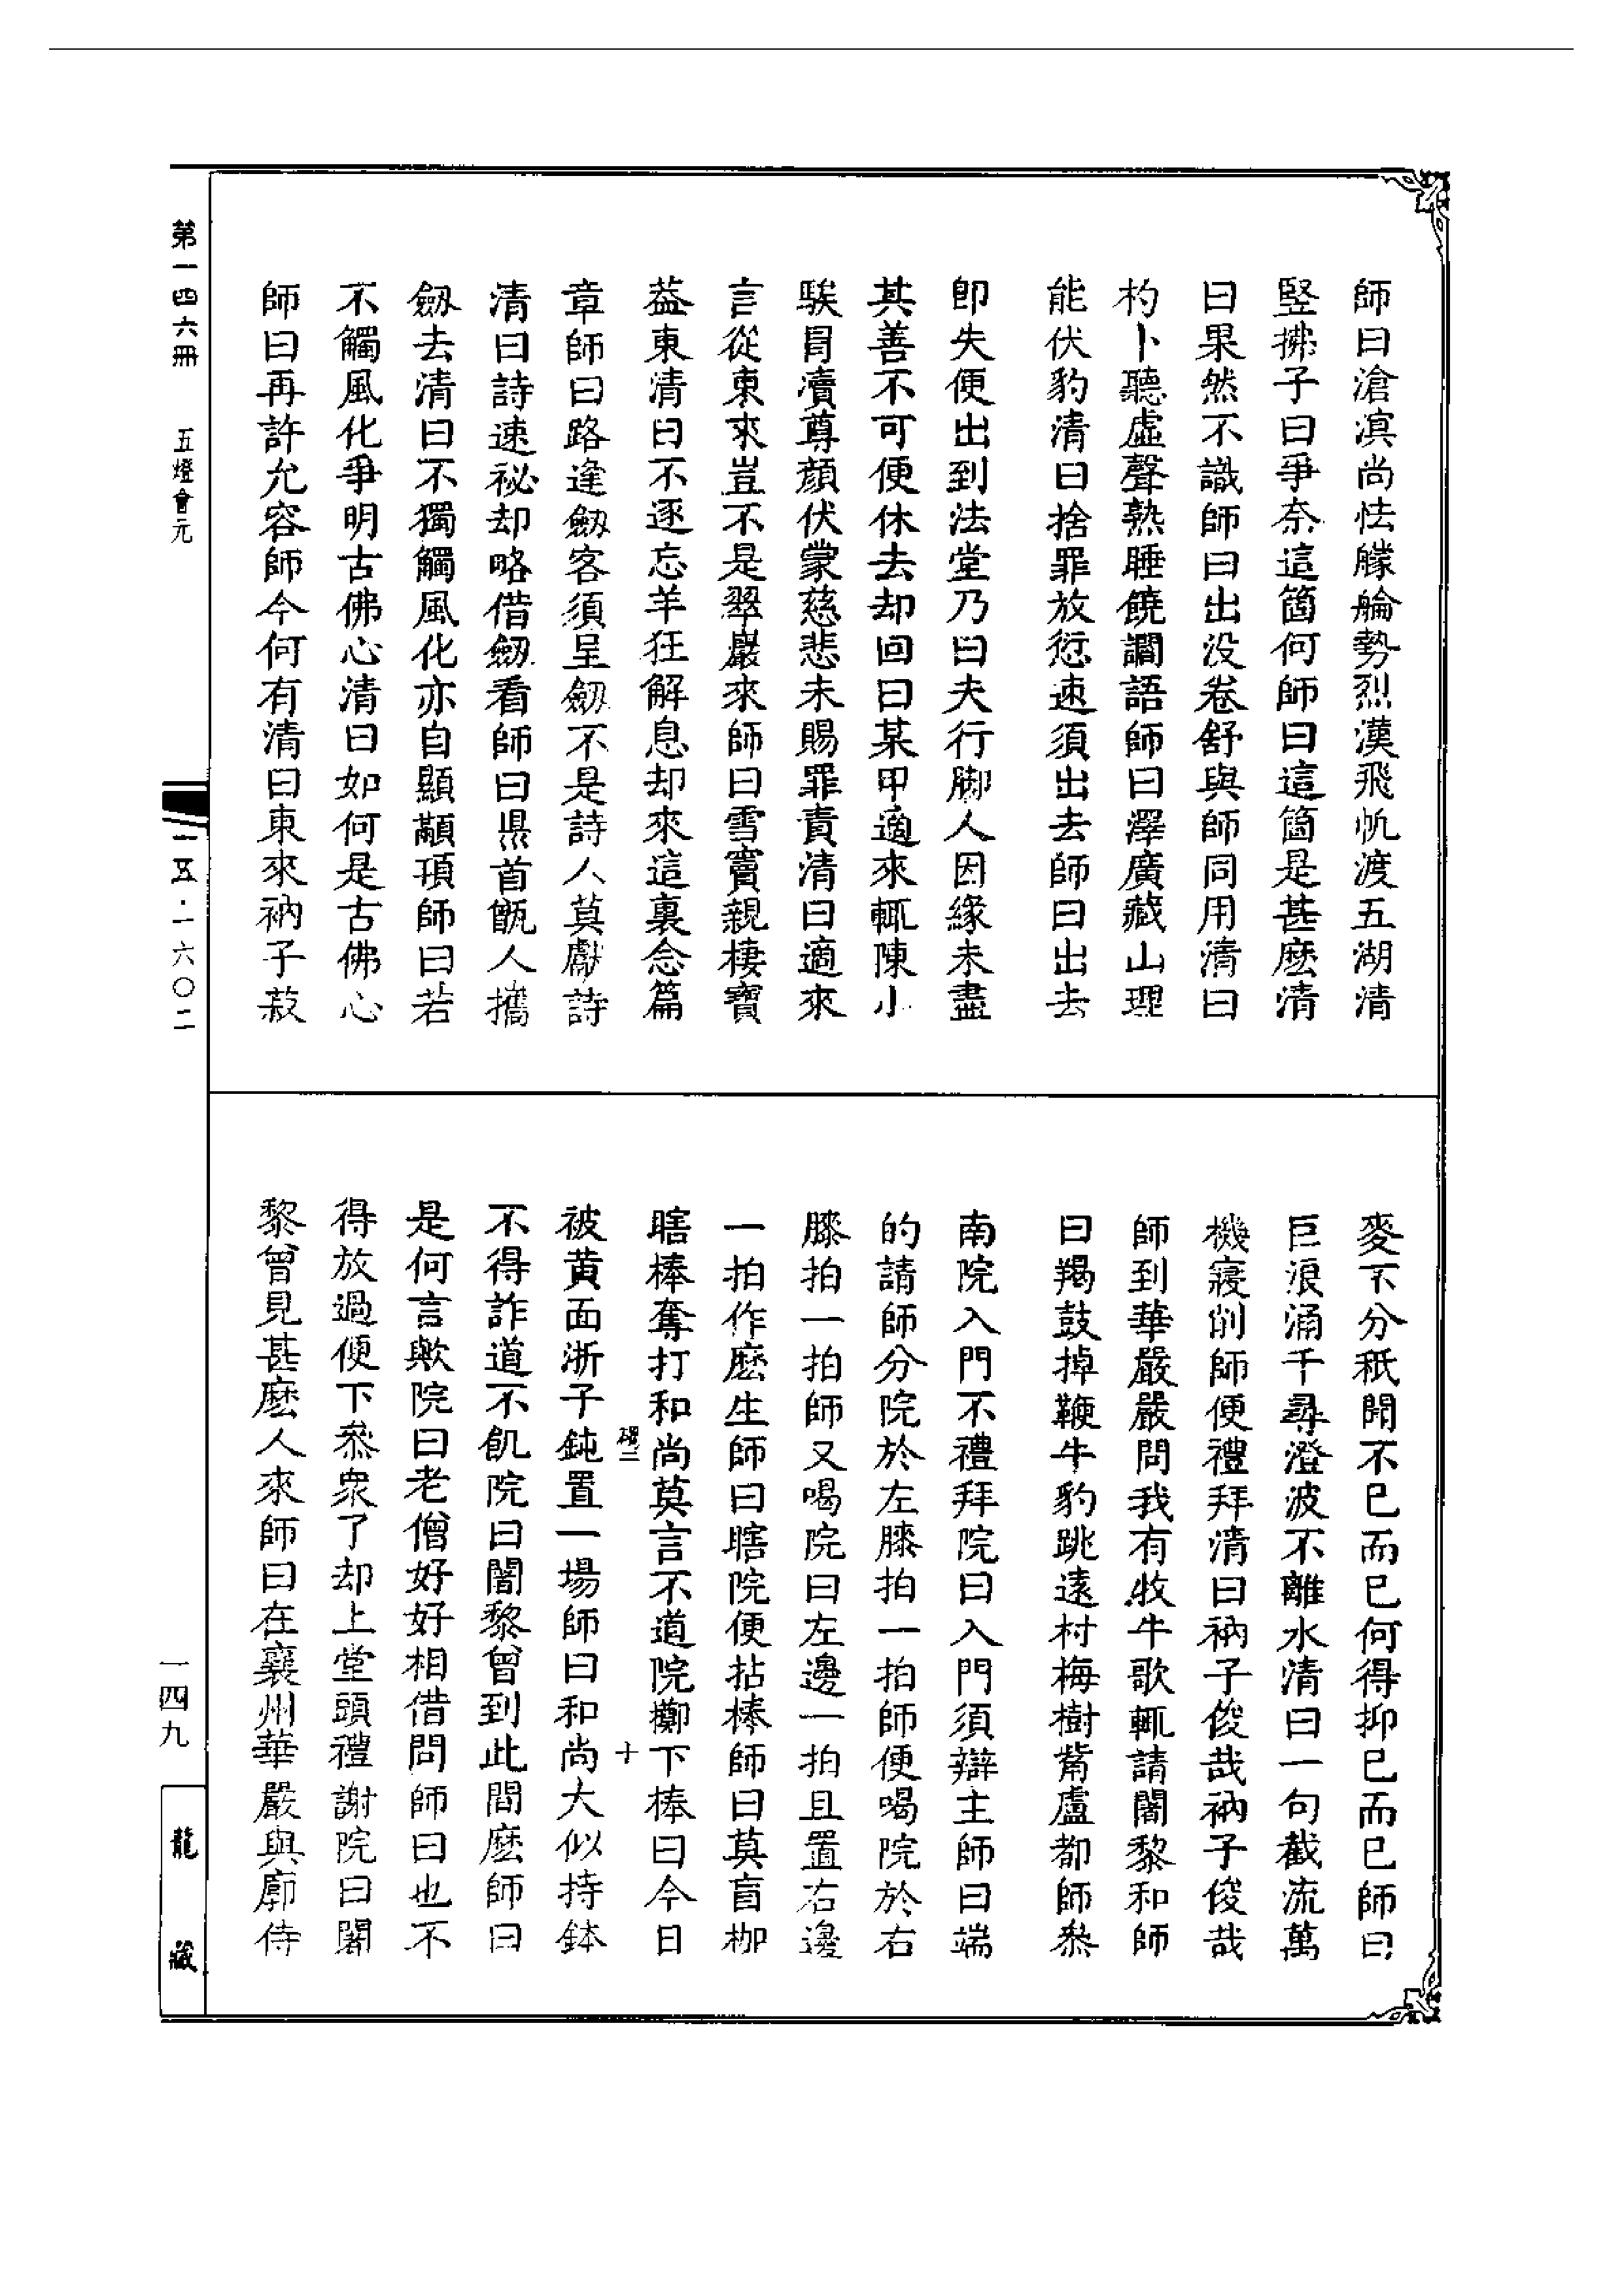 師曰滄溟尚怯艨艟勢烈漢飛帆渡五湖清
竪拂子曰爭奈這箇何師曰這箇是甚麽清
曰果然不識師曰出没卷舒與師同用清曰
杓卜聽虛聲熟睡饒讇語師曰澤廣藏山理
能伏豹清曰捨罪放愆速須出去師曰出去
即失便出到法堂乃曰夫行脚人因緣未盡
其善不可便休去却回曰某甲適來輒陳小
騃冒瀆尊顏伏蒙慈悲未賜罪責清曰適來
言從東來豈不是翠巖來師曰雪竇親棲寶
葢東清曰不逐忘羊狂解息却來這裏念篇
章師曰路逢劒客須呈劒不是詩人莫獻詩
清曰詩速祕却略借劒看師曰縣首甑人攜
劒去清曰不獨觸風化亦自顯顢頇師曰若
不觸風化爭明古佛心清曰如何是古佛心
師曰再許允容師今何有清曰東來衲子菽
麥不分秖聞不已而已何得抑已而已師曰
巨浪涌千尋澄波不離水清曰一句截流萬
機寢削師便禮拜清曰衲子俊哉衲子俊哉
師到華嚴嚴問我有牧牛歌輒請闍黎和師
曰羯鼓掉鞭牛豹跳遠村梅樹觜盧都師叅
南院入門不禮拜院曰入門須辯主師曰端
的請師分院於左膝拍一拍師便喝院於右
膝拍一拍師又喝院曰左邊一拍且置右邊
一拍作麽生師曰瞎院便拈棒師曰莫盲枷
瞎棒奪打和尚莫言不道院擲下棒曰今日
被黄面浙子鈍置一場師曰和尚大似持鉢
不得詐道不飢院曰闍黎曾到此間麽師曰
是何言歟院曰老僧好好相借問師曰也不
得放過便下叅衆了却上堂頭禮謝院曰闍
黎曾見甚麽人來師曰在襄州華嚴與廓侍
十
第一四六冊 五燈會元
一五·一六〇二
一四九
龍藏